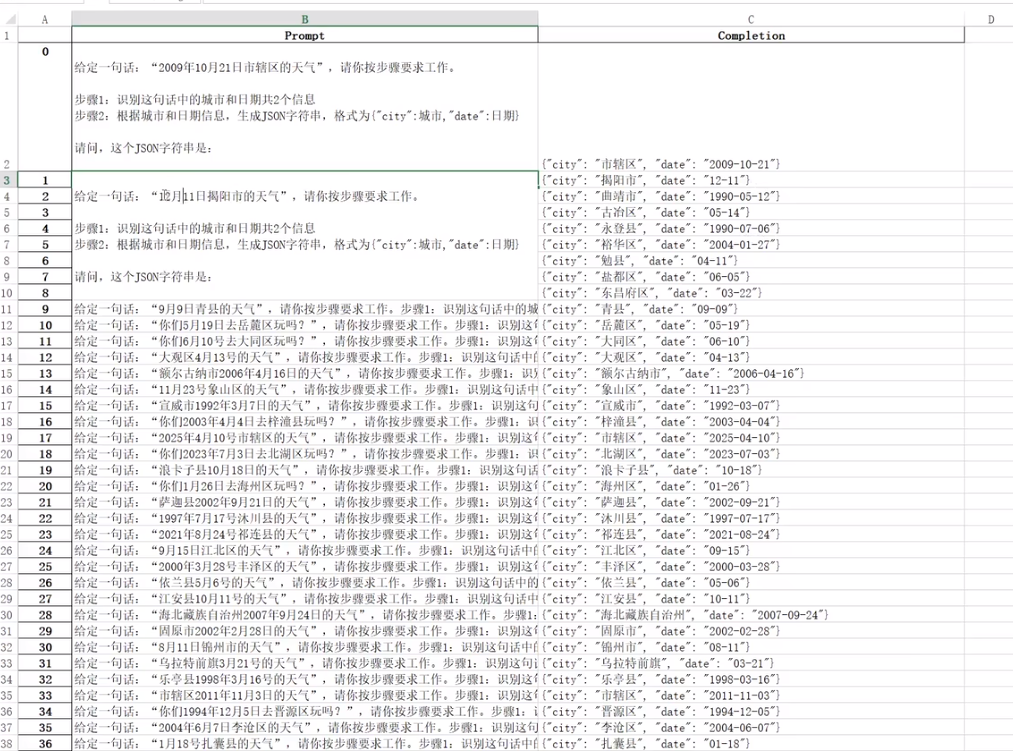 A B C D
1 Prompt Completion
0
给定一句话：“2009年10月21日市辖区的天气”，请你按步骤要求工作。
步骤1：识别这句话中的城市和日期共2个信息
步骤2：根据城市和日期信息，生成JSON字符串，格式为{"city":城市,"date":日期}
请问，这个JSON字符串是：
2 {"city": "市辖区", "date": "2009-10-21"}
3 1 {"city": "揭阳市", "date": "12-11"}
4 2 给定一句话：“12月11日揭阳市的天气”，请你按步骤要求工作。 {"city": "曲靖市", "date": "1990-05-12"}
5 3 {"city": "古冶区", "date": "05-14"}
6 4 步骤1：识别这句话中的城市和日期共2个信息 {"city": "永登县", "date": "1990-07-06"}
7 5 步骤2：根据城市和日期信息，生成JSON字符串，格式为{"city":城市,"date":日期} {"city": "裕华区", "date": "2004-01-27"}
8 6 {"city": "勉县", "date": "04-11"}
9 7 请问，这个JSON字符串是： {"city": "盐都区", "date": "06-05"}
10 8 {"city": "东昌府区", "date": "03-22"}
11 9 给定一句话：“9月9日青县的天气”，请你按步骤要求工作。步骤1：识别这句话中的城 {"city": "青县", "date": "09-09"}
12 10 给定一句话：“你们5月19日去岳麓区玩吗？”，请你按步骤要求工作。步骤1：识别这 {"city": "岳麓区", "date": "05-19"}
13 11 给定一句话：“你们6月10号去大同区玩吗？”，请你按步骤要求工作。步骤1：识别这 {"city": "大同区", "date": "06-10"}
14 12 给定一句话：“大观区4月13号的天气”，请你按步骤要求工作。步骤1：识别这句话中 {"city": "大观区", "date": "04-13"}
15 13 给定一句话：“额尔古纳市2006年4月16日的天气”，请你按步骤要求工作。步骤1： {"city": "额尔古纳市", "date": "2006-04-16"}
16 14 给定一句话：“11月23号象山区的天气”，请你按步骤要求工作。步骤1：识别这句话中 {"city": "象山区", "date": "11-23"}
17 15 给定一句话：“宣威市1992年3月7日的天气”，请你按步骤要求工作。步骤1：识别这 {"city": "宣威市", "date": "1992-03-07"}
18 16 给定一句话：“你们2003年4月4日去梓潼县玩吗？”，请你按步骤要求工作。步骤1： {"city": "梓潼县", "date": "2003-04-04"}
19 17 给定一句话：“2025年4月10号市辖区的天气”，请你按步骤要求工作。步骤1：识别这 {"city": "市辖区", "date": "2025-04-10"}
20 18 给定一句话：“你们2023年7月3日去北湖区玩吗？”，请你按步骤要求工作。步骤1： {"city": "北湖区", "date": "2023-07-03"}
21 19 给定一句话：“浪卡子县10月18日的天气”，请你按步骤要求工作。步骤1：识别这句话 {"city": "浪卡子县", "date": "10-18"}
22 20 给定一句话：“你们1月26日去海州区玩吗？”，请你按步骤要求工作。步骤1：识别这 {"city": "海州区", "date": "01-26"}
23 21 给定一句话：“萨迦县2002年9月21日的天气”，请你按步骤要求工作。步骤1：识别这 {"city": "萨迦县", "date": "2002-09-21"}
24 22 给定一句话：“1997年7月17号沐川县的天气”，请你按步骤要求工作。步骤1：识别这 {"city": "沐川县", "date": "1997-07-17"}
25 23 给定一句话：“2021年8月24号祁连县的天气”，请你按步骤要求工作。步骤1：识别这 {"city": "祁连县", "date": "2021-08-24"}
26 24 给定一句话：“9月15日江北区的天气”，请你按步骤要求工作。步骤1：识别这句话中 {"city": "江北区", "date": "09-15"}
27 25 给定一句话：“2000年3月28号丰泽区的天气”，请你按步骤要求工作。步骤1：识别这 {"city": "丰泽区", "date": "2000-03-28"}
28 26 给定一句话：“依兰县5月6号的天气”，请你按步骤要求工作。步骤1：识别这句话中的 {"city": "依兰县", "date": "05-06"}
29 27 给定一句话：“江安县10月11号的天气”，请你按步骤要求工作。步骤1：识别这句话中 {"city": "江安县", "date": "10-11"}
30 28 给定一句话：“海北藏族自治州2007年9月24日的天气”，请你按步骤要求工作。步骤1： {"city": "海北藏族自治州", "date": "2007-09-24"}
31 29 给定一句话：“固原市2002年2月28日的天气”，请你按步骤要求工作。步骤1：识别这 {"city": "固原市", "date": "2002-02-28"}
32 30 给定一句话：“8月11日锦州市的天气”，请你按步骤要求工作。步骤1：识别这句话中 {"city": "锦州市", "date": "08-11"}
33 31 给定一句话：“乌拉特前旗3月21号的天气”，请你按步骤要求工作。步骤1：识别这 {"city": "乌拉特前旗", "date": "03-21"}
34 32 给定一句话：“乐亭县1998年3月16号的天气”，请你按步骤要求工作。步骤1：识别这 {"city": "乐亭县", "date": "1998-03-16"}
35 33 给定一句话：“市辖区2011年11月3日的天气”，请你按步骤要求工作。步骤1：识别这 {"city": "市辖区", "date": "2011-11-03"}
36 34 给定一句话：“你们1994年12月5日去晋源区玩吗？”，请你按步骤要求工作。步骤1： {"city": "晋源区", "date": "1994-12-05"}
37 35 给定一句话：“2004年6月7日李沧区的天气”，请你按步骤要求工作。步骤1：识别这句 {"city": "李沧区", "date": "2004-06-07"}
38 36 给定一句话：“1月18号扎囊县的天气”，请你按步骤要求工作。步骤1：识别这句话中 {"city": "扎囊县", "date": "01-18"}